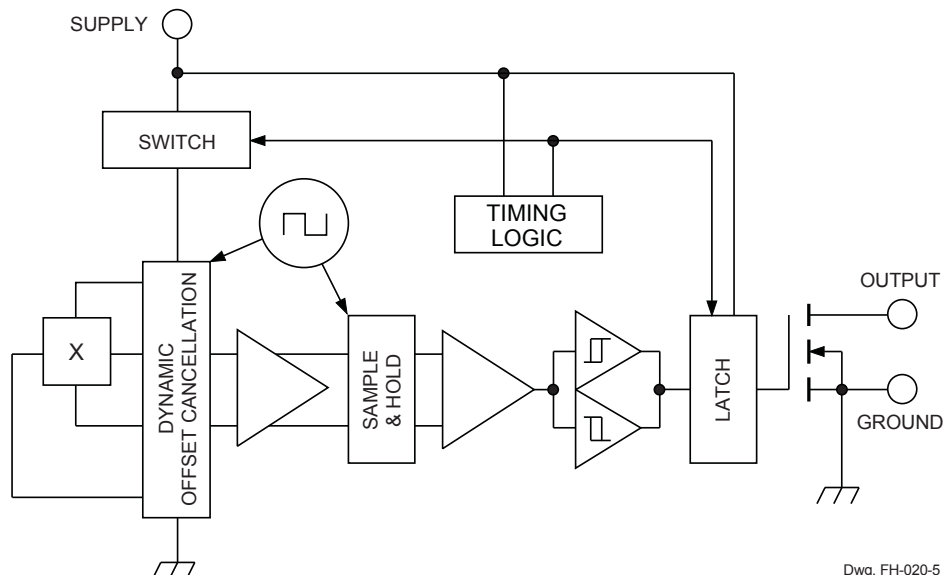 SUPPLY
SWITCH
TIMING
LOGIC
OUTPUT
X
DYNAMIC
OFFSET CANCELLATION
SAMPLE
& HOLD
LATCH
GROUND
Dwg. FH-020-5